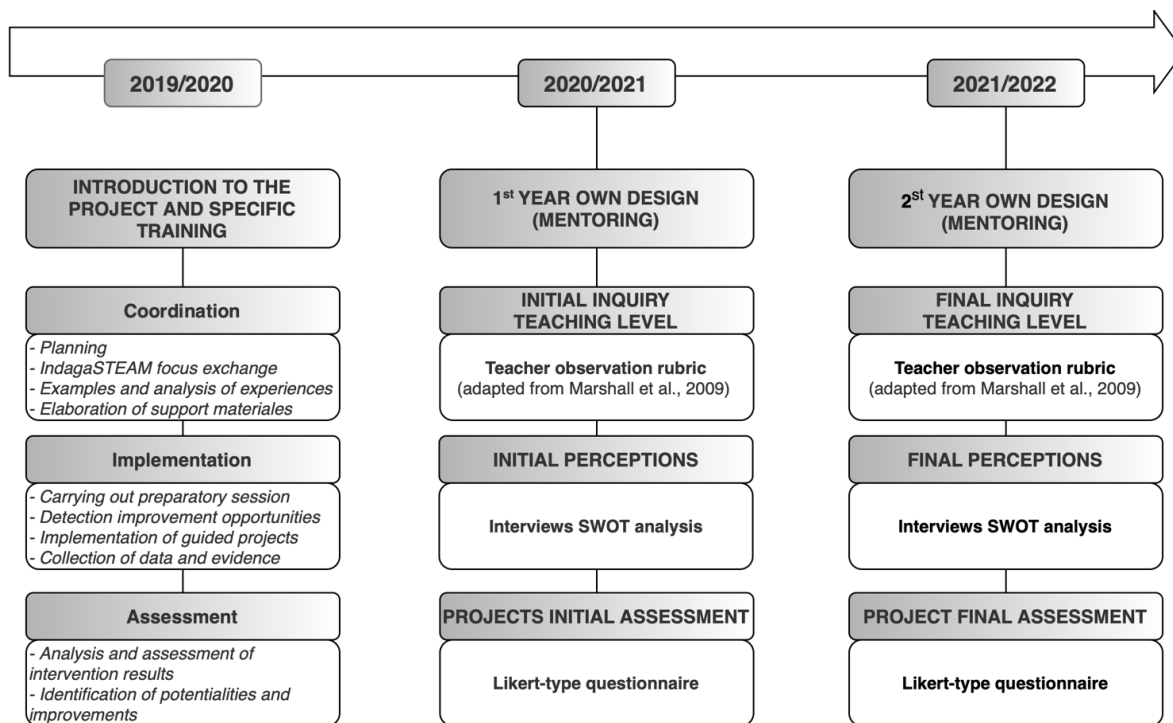 2019/2020
2020/2021
2021/2022
INTRODUCTION TO THE
PROJECT AND SPECIFIC
TRAINING
Coordination
- Planning
- IndagaSTEAM focus exchange
- Examples and analysis of experiences
- Elaboration of support materiales
Implementation
- Carrying out preparatory session
- Detection improvement opportunities
- Implementation of guided projects
- Collection of data and evidence
Assessment
- Analysis and assessment of
intervention results
- Identification of potentialities and
improvements
1st YEAR OWN DESIGN
(MENTORING)
INITIAL INQUIRY
TEACHING LEVEL
Teacher observation rubric
(adapted from Marshall et al., 2009)
INITIAL PERCEPTIONS
Interviews SWOT analysis
PROJECTS INITIAL ASSESSMENT
Likert-type questionnaire
2st YEAR OWN DESIGN
(MENTORING)
FINAL INQUIRY
TEACHING LEVEL
Teacher observation rubric
(adapted from Marshall et al., 2009)
FINAL PERCEPTIONS
Interviews SWOT analysis
PROJECT FINAL ASSESSMENT
Likert-type questionnaire